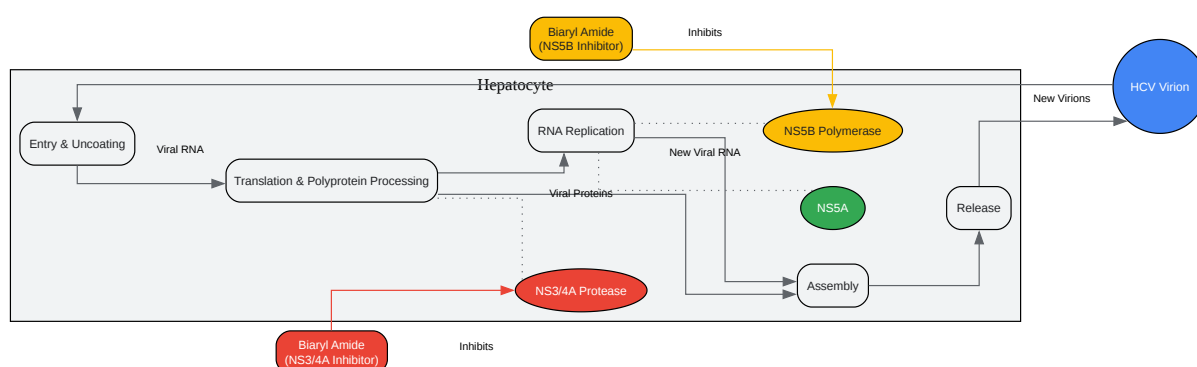 Biaryl Amide
(NS5B Inhibitor)
Inhibits
Hepatocyte
HCV Virion
New Virions
Entry & Uncoating
Viral RNA
RNA Replication
NS5B Polymerase
New Viral RNA
Translation & Polyprotein Processing
Viral Proteins
NS5A
Release
NS3/4A Protease
Assembly
Biaryl Amide
(NS3/4A Inhibitor)
Inhibits